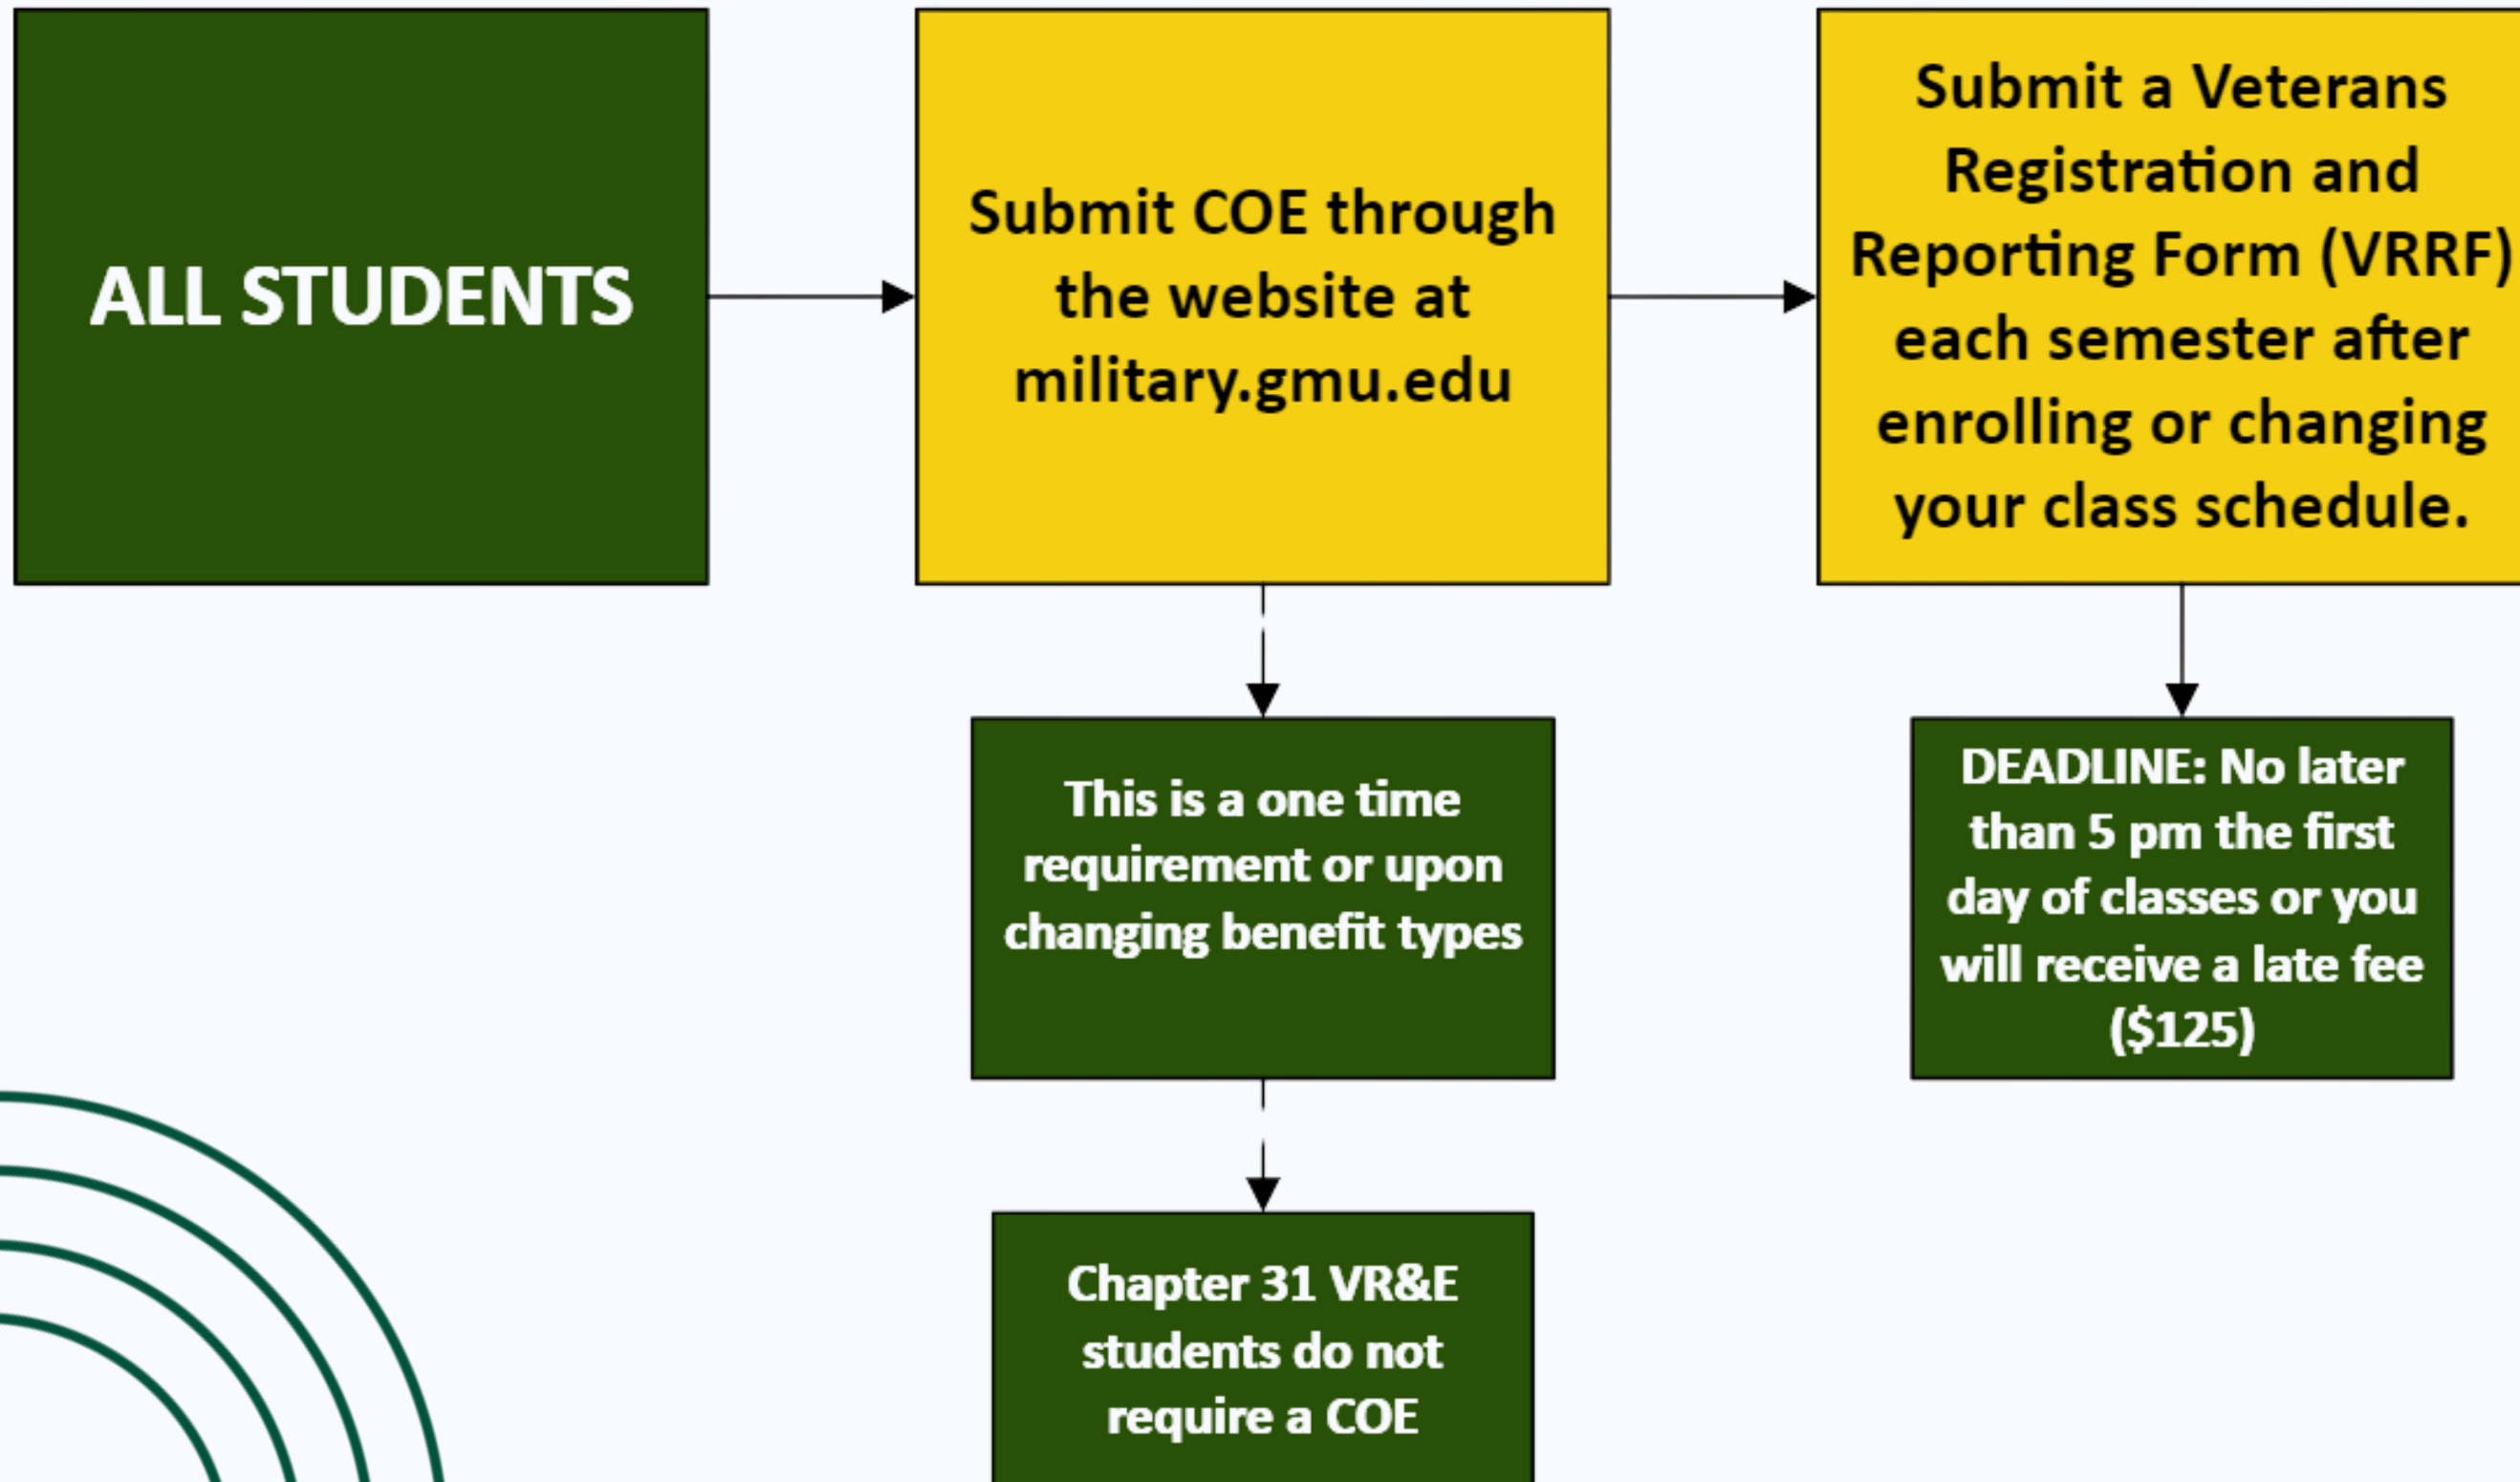 ALL STUDENTS
Submit COE through
the website at
military.gmu.edu
Submit a Veterans
Registration and
Reporting Form (VRRF)
each semester after
enrolling or changing
your class schedule.
This is a one time
requirement or upon
changing benefit types
DEADLINE: No later
than 5 pm the first
day of classes or you
will receive a late fee
($125)
Chapter 31 VR&E
students do not
require a COE